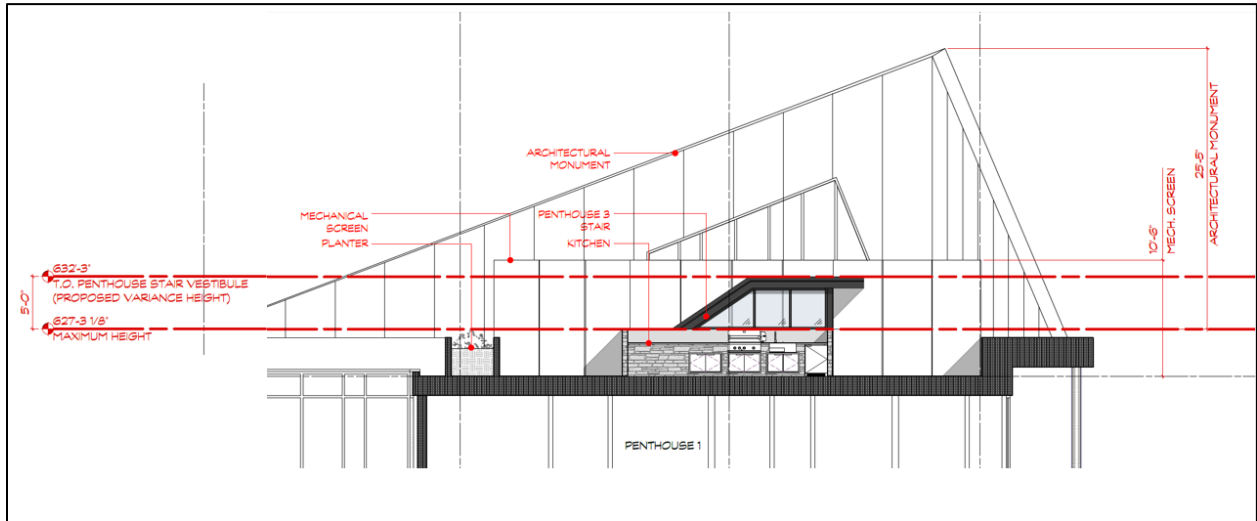 ARCHITECTURAL
MONUMENT
MECHANICAL
SCREEN
PLANTER
PENTHOUSE 3
STAIR
KITCHEN
632'-3"
T.O. PENTHOUSE STAIR VESTIBULE
(PROPOSED VARIANCE HEIGHT)
5'-0"
627'-3 1/8"
MAXIMUM HEIGHT
25'-5"
ARCHITECTURAL MONUMENT
10'-6"
MECH. SCREEN
PENTHOUSE 1